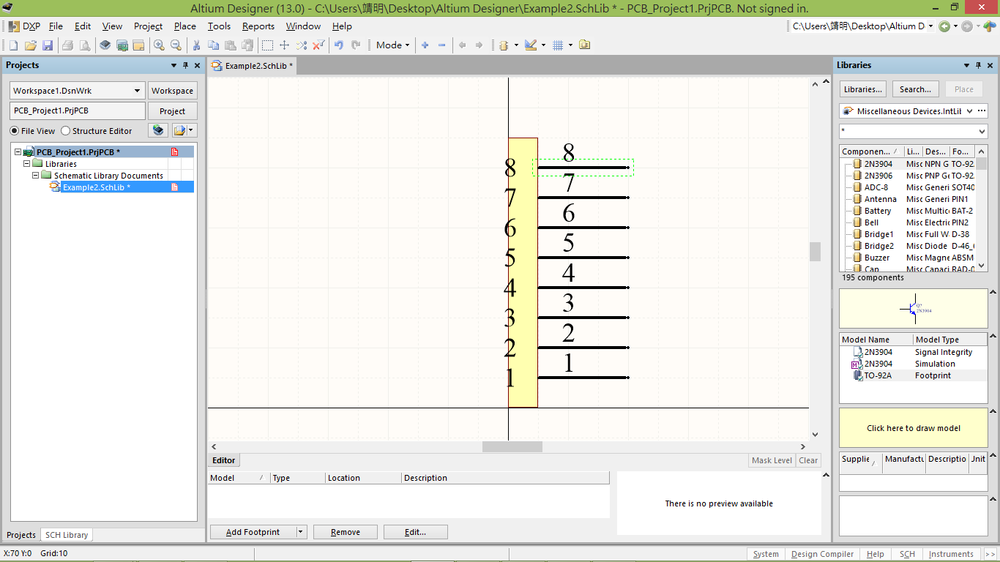 Altium Designer (13.0) - C:\Users\靖明\Desktop\Altium Designer\Example2.SchLib * - PCB_Project1.PrjPCB. Not signed in.
DXP File Edit View Project Place Tools Reports Window Help
C:\Users\靖明\Desktop\Altium D
Mode
Projects
Workspace1.DsnWrk Workspace
PCB_Project1.PrjPCB Project
File View Structure Editor
PCB_Project1.PrjPCB *
Libraries
Schematic Library Documents
Example2.SchLib *
Projects SCH Library
Example2.SchLib *
8
8
7
7
6
6
5
5
4
4
3
3
2
2
1
1
Editor Mask Level Clear
Model Type Location Description
There is no preview available
Add Footprint Remove Edit...
Libraries
Libraries... Search... Place
Miscellaneous Devices.IntLib
*
Componen... Li... Des... Fo...
2N3904 Misc NPN G TO-92
2N3906 Misc PNP Ge TO-92
ADC-8 Misc Generi SOT40
Antenna Misc Generi PIN1
Battery Misc Multic BAT-2
Bell Misc Electric PIN2
Bridge1 Misc Full W D-38
Bridge2 Misc Diode D-46_6
Buzzer Misc Magne ABSM
Cap Misc Capaci RAD-0
195 components
Q?
2N3904
Model Name Model Type
2N3904 Signal Integrity
2N3904 Simulation
TO-92A Footprint
Click here to draw model
Supplie Manufactu Descriptio Unit
X:70 Y:0 Grid:10
System Design Compiler Help SCH Instruments >>